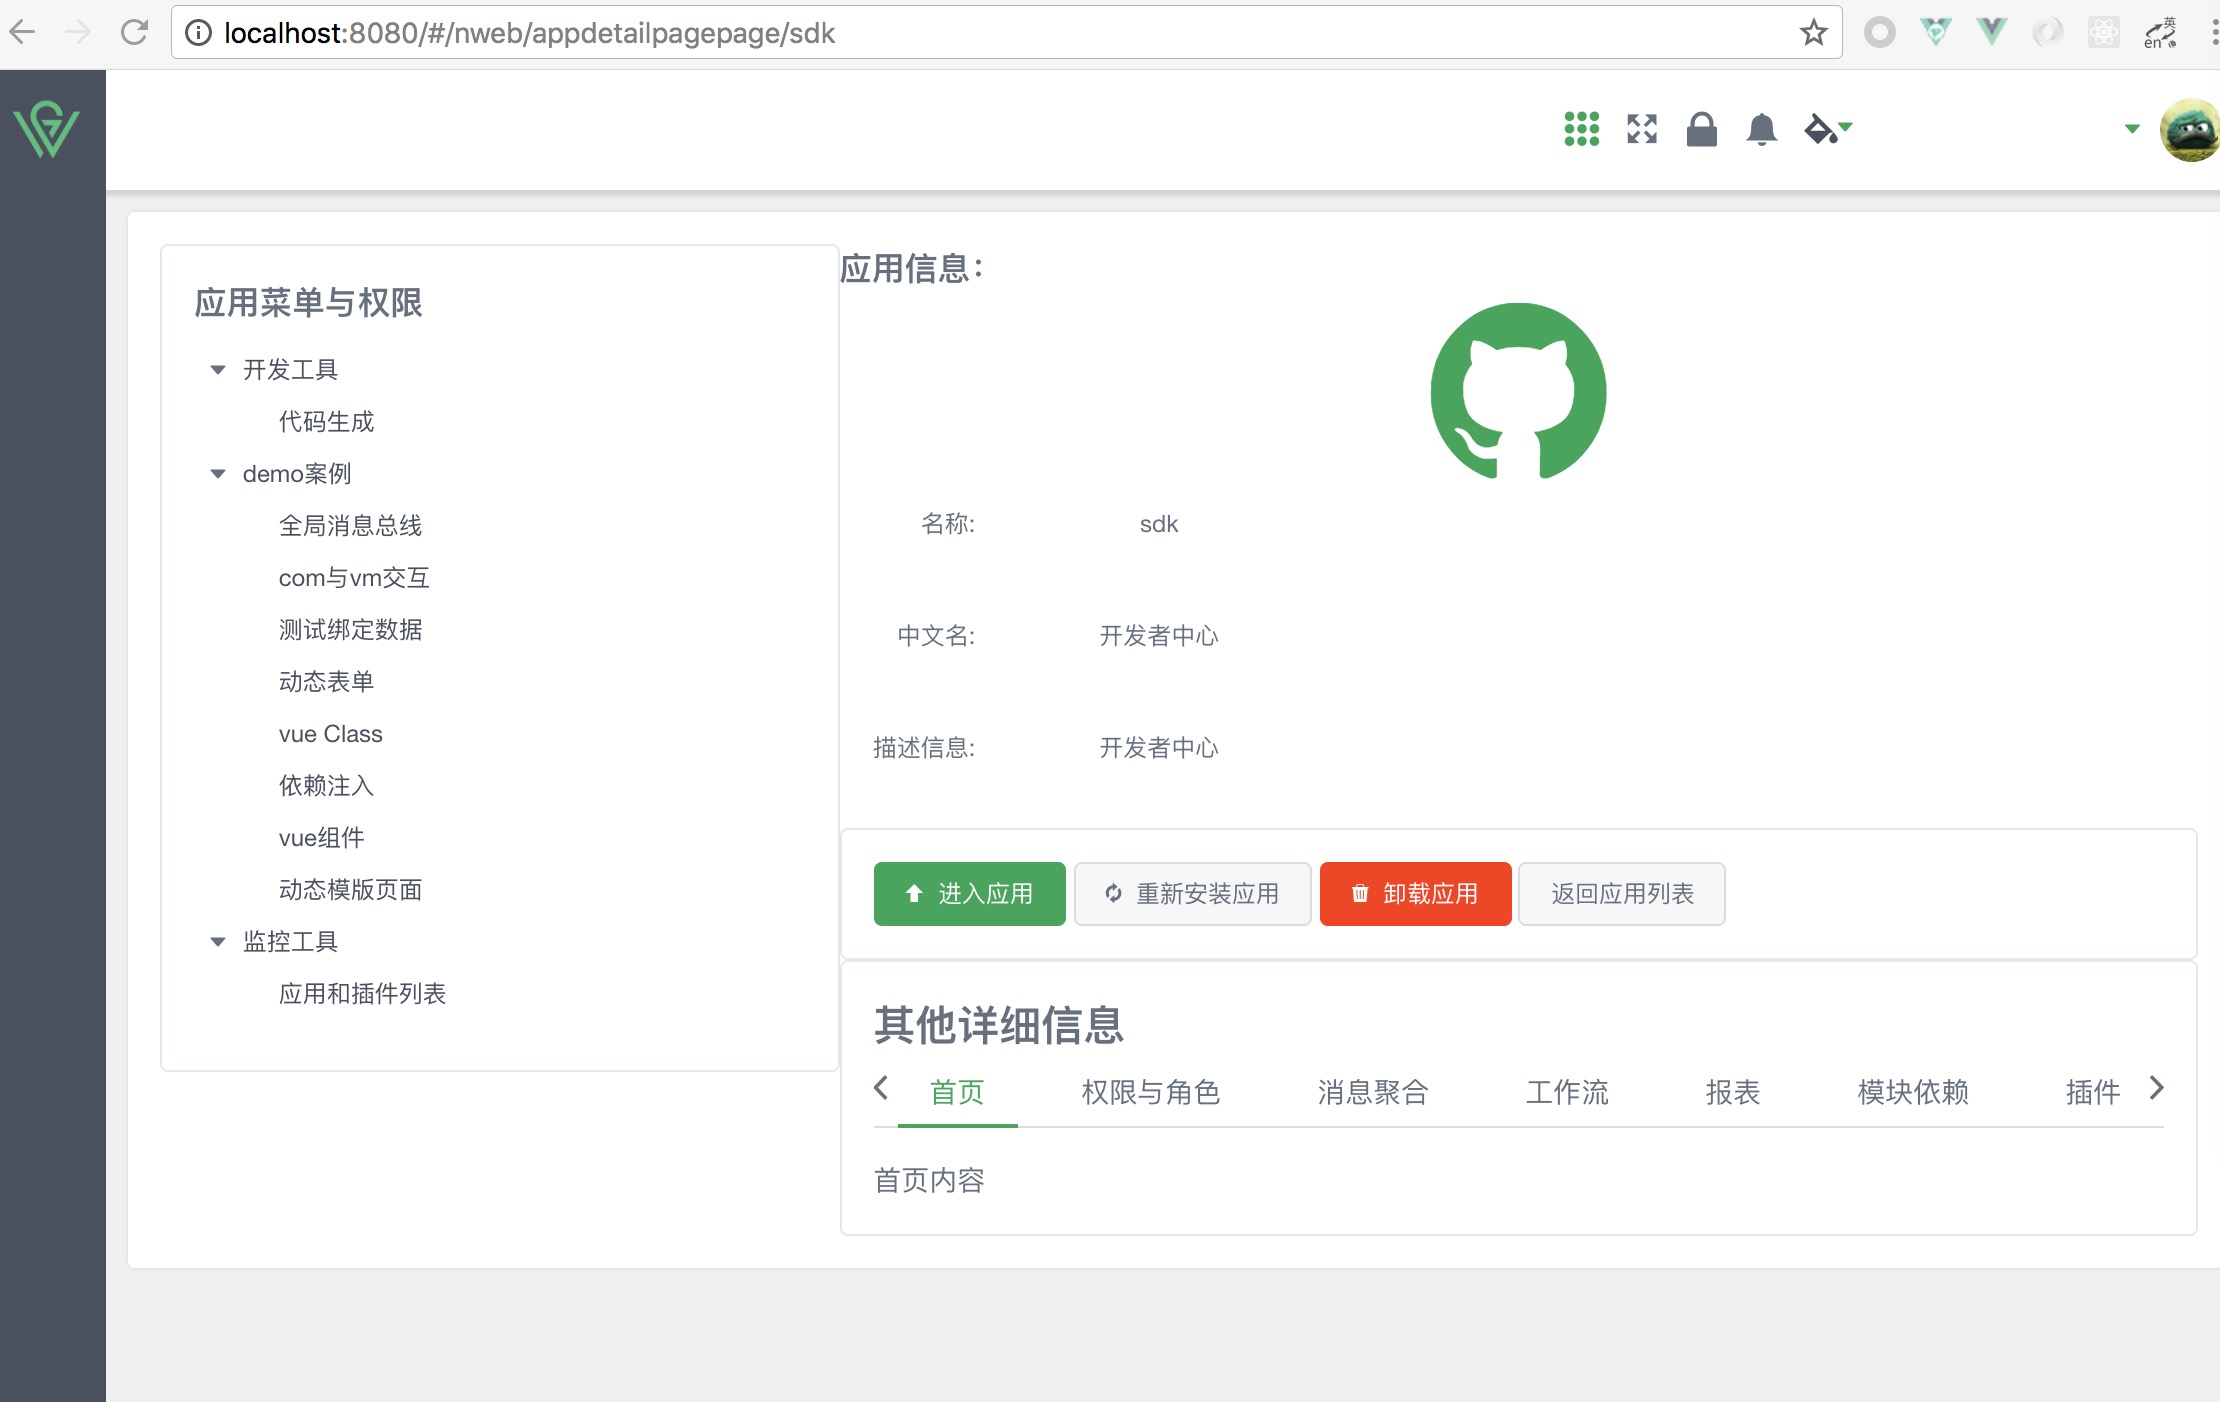 localhost:8080/#/nweb/appdetailpagepage/sdk
英
en
应用菜单与权限
开发工具
代码生成
demo案例
全局消息总线
com与vm交互
测试绑定数据
动态表单
vue Class
依赖注入
vue组件
动态模版页面
监控工具
应用和插件列表
应用信息：
名称: sdk
中文名: 开发者中心
描述信息: 开发者中心
进入应用 重新安装应用 卸载应用 返回应用列表
其他详细信息
首页 权限与角色 消息聚合 工作流 报表 模块依赖 插件
首页内容